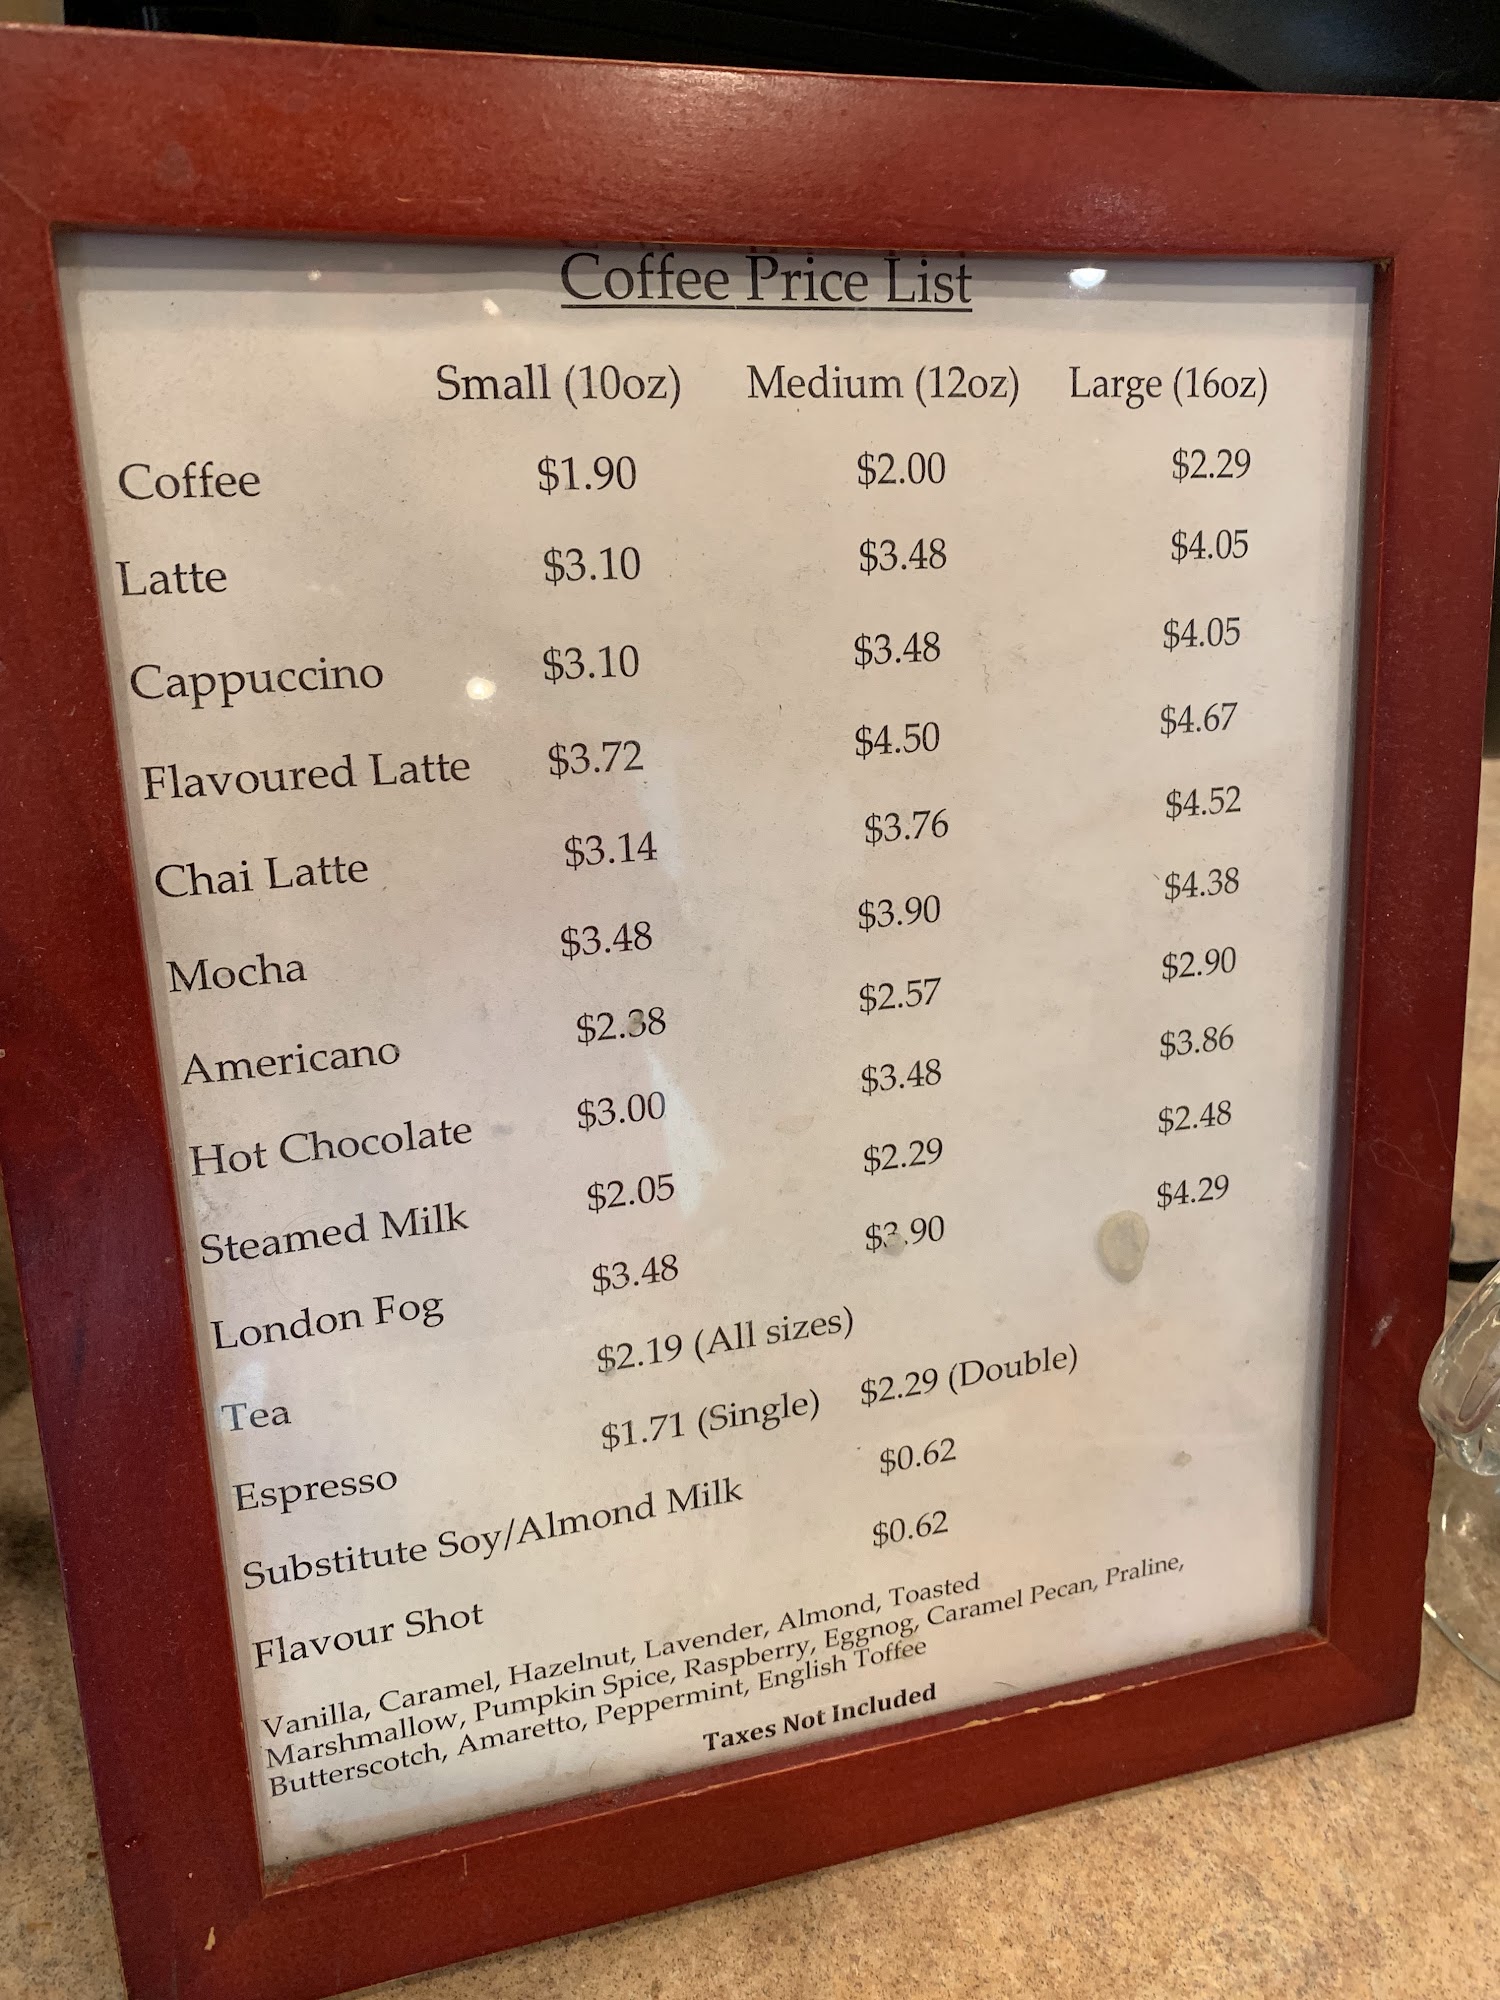 Coffee Price List
Small (10oz) Medium (12oz) Large (16oz)
Coffee $1.90 $2.00 $2.29
Latte $3.10 $3.48 $4.05
Cappuccino $3.10 $3.48 $4.05
Flavoured Latte $3.72 $4.50 $4.67
Chai Latte $3.14 $3.76 $4.52
Mocha $3.48 $3.90 $4.38
Americano $2.38 $2.57 $2.90
Hot Chocolate $3.00 $3.48 $3.86
Steamed Milk $2.05 $2.29 $2.48
London Fog $3.48 $3.90 $4.29
Tea $2.19 (All sizes)
Espresso $1.71 (Single) $2.29 (Double)
Substitute Soy/Almond Milk $0.62
Flavour Shot $0.62
Vanilla, Caramel, Hazelnut, Lavender, Almond, Toasted
Marshmallow, Pumpkin Spice, Raspberry, Eggnog, Caramel Pecan, Praline,
Butterscotch, Amaretto, Peppermint, English Toffee
Taxes Not Included